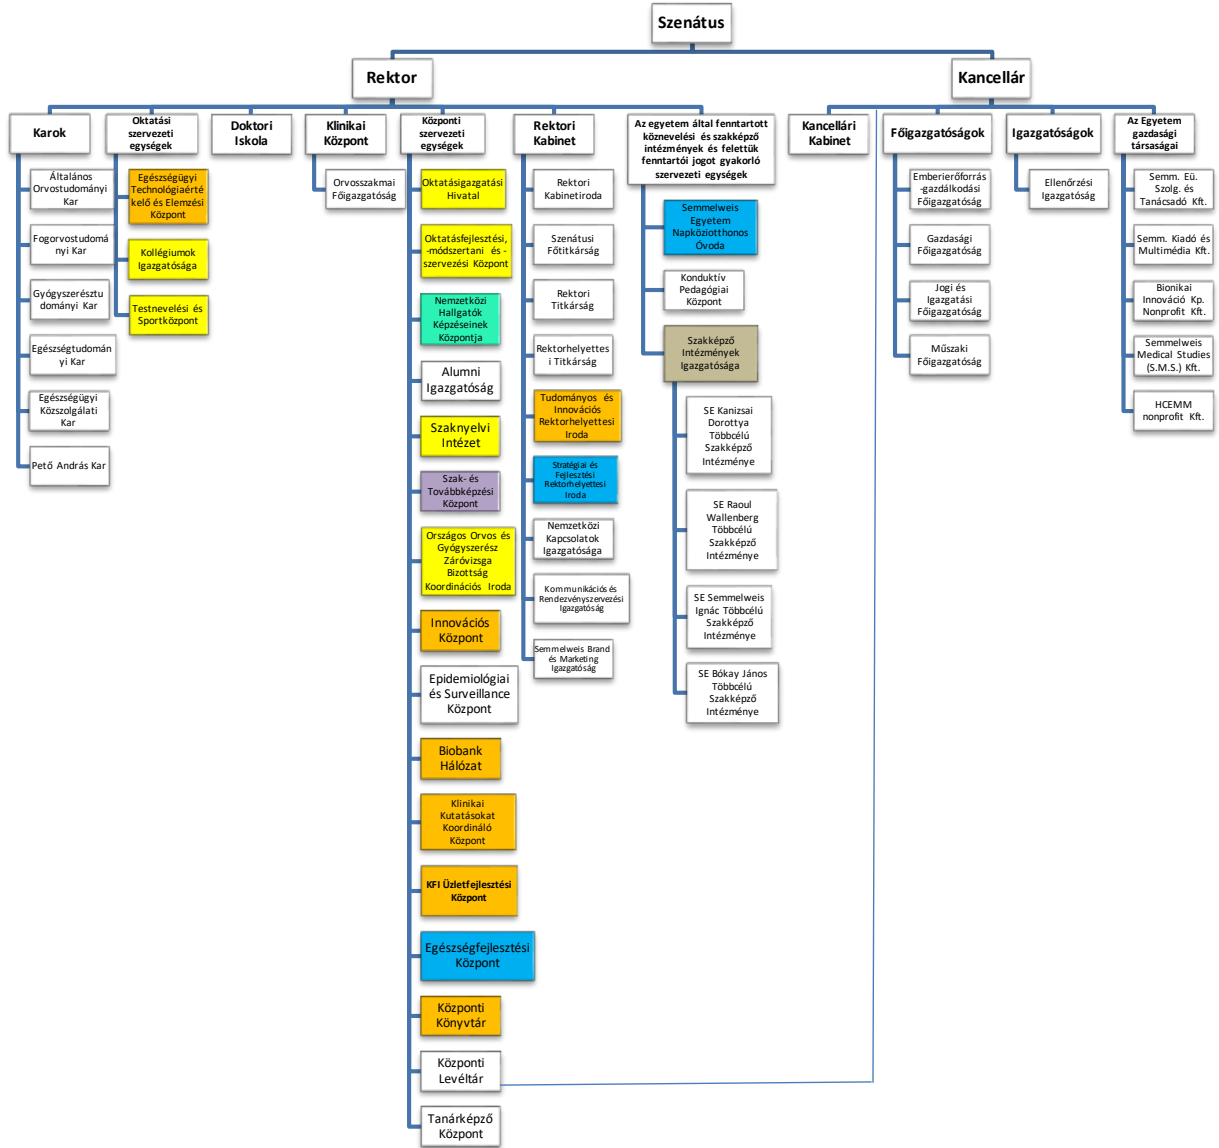 Szenátus
Rektor
Kancellár
Karok
Általános
Orvostudományi
Kar
Fogorvostudomá
nyi Kar
Gyógyszerésztu
dományi Kar
Egészségtudomán
yi Kar
Egészségügyi
Közszolgálati
Kar
Pető András Kar
Oktatási
szervezeti
egységek
Egészségügyi
Technológiaérté
kelő és Elemzési
Központ
Kollégiumok
Igazgatósága
Testnevelési és
Sportközpont
Doktori
Iskola
Klinikai
Központ
Orvosszakmai
Főigazgatóság
Központi
szervezeti
egységek
Oktatásigazgatási
Hivatal
Oktatásfejlesztési,
-módszertani és -
szervezési Központ
Nemzetközi
Hallgatók
Képzéseinek
Központja
Alumni
Igazgatóság
Szaknyelvi
Intézet
Szak- és
Továbbképzési
Központ
Országos Orvos és
Gyógyszerész
Záróvizsga
Bizottság
Koordinációs Iroda
Innovációs
Központ
Epidemiológiai
és Surveillance
Központ
Biobank
Hálózat
Klinikai
Kutatásokat
Koordináló
Központ
KFI Üzletfejlesztési
Központ
Egészségfejlesztési
Központ
Központi
Könyvtár
Központi
Levéltár
Tanárképző
Központ
Rektori
Kabinet
Rektori
Kabinetiroda
Szenátusi
Főtitkárság
Rektori
Titkárság
Rektorhelyettes
i Titkárság
Tudományos és
Innovációs
Rektorhelyettesi
Iroda
Stratégiai és
Fejlesztési
Rektorhelyettesi
Iroda
Nemzetközi
Kapcsolatok
Igazgatósága
Kommunikációs és
Rendezvényszervezési
Igazgatóság
Semmelweis Brand
és Marketing
Igazgatóság
Az egyetem által fenntartott
köznevelési és szakképző
intézmények és felettük
fenntartói jogot gyakorló
szervezeti egységek
Semmelweis
Egyetem
Napköziotthonos
Óvoda
Konduktív
Pedagógiai
Központ
Szakképző
Intézmények
Igazgatósága
SE Kanizsai
Dorottya
Többcélú
Szakképző
Intézménye
SE Raoul
Wallenberg
Többcélú
Szakképző
Intézménye
SE Semmelweis
Ignác Többcélú
Szakképző
Intézménye
SE Bókay János
Többcélú
Szakképző
Intézménye
Kancellári
Kabinet
Főigazgatóságok
Emberierőforrás
-gazdálkodási
Főigazgatóság
Gazdasági
Főigazgatóság
Jogi és
Igazgatási
Főigazgatóság
Műszaki
Főigazgatóság
Igazgatóságok
Ellenőrzési
Igazgatóság
Az Egyetem
gazdasági
társaságai
Semm. Eü.
Szolg. és
Tanácsadó Kft.
Semm. Kiadó és
Multimédia Kft.
Bionikai
Innováció Kp.
Nonprofit Kft.
Semmelweis
Medical Studies
(S.M.S.) Kft.
HCEMM
nonprofit Kft.